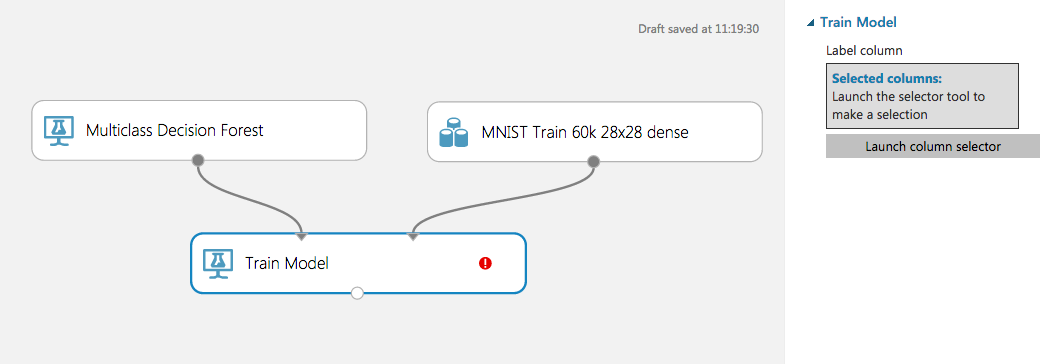 Draft saved at 11:19:30
Multiclass Decision Forest
MNIST Train 60k 28x28 dense
Train Model
Train Model
Label column
Selected columns:
Launch the selector tool to
make a selection
Launch column selector